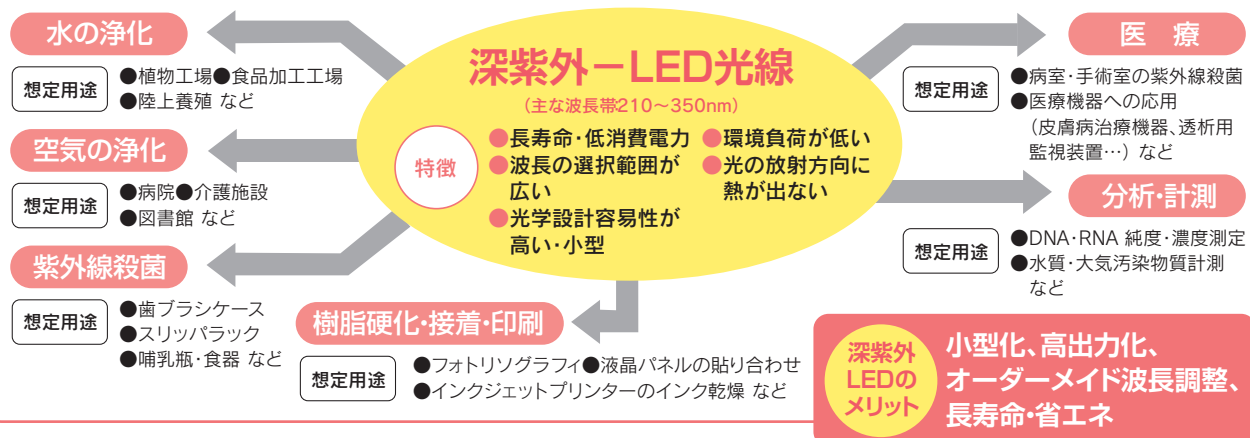 深紫外－LED光線
(主な波長帯210～350nm)
特徴
●長寿命・低消費電力
●波長の選択範囲が
広い
●光学設計容易性が
高い・小型
●環境負荷が低い
●光の放射方向に
熱が出ない
水の浄化
想定用途
●植物工場●食品加工工場
●陸上養殖 など
空気の浄化
想定用途
●病院●介護施設
●図書館 など
紫外線殺菌
想定用途
●歯ブラシケース
●スリッパラック
●哺乳瓶・食器 など
樹脂硬化・接着・印刷
想定用途
●フォトリソグラフィ●液晶パネルの貼り合わせ
●インクジェットプリンターのインク乾燥 など
医 療
想定用途
●病室・手術室の紫外線殺菌
●医療機器への応用
（皮膚病治療機器、透析用
監視装置…）など
分析・計測
想定用途
●DNA・RNA 純度・濃度測定
●水質・大気汚染物質計測
など
深紫外
LEDの
メリット
小型化、高出力化、
オーダーメイド波長調整、
長寿命・省エネ